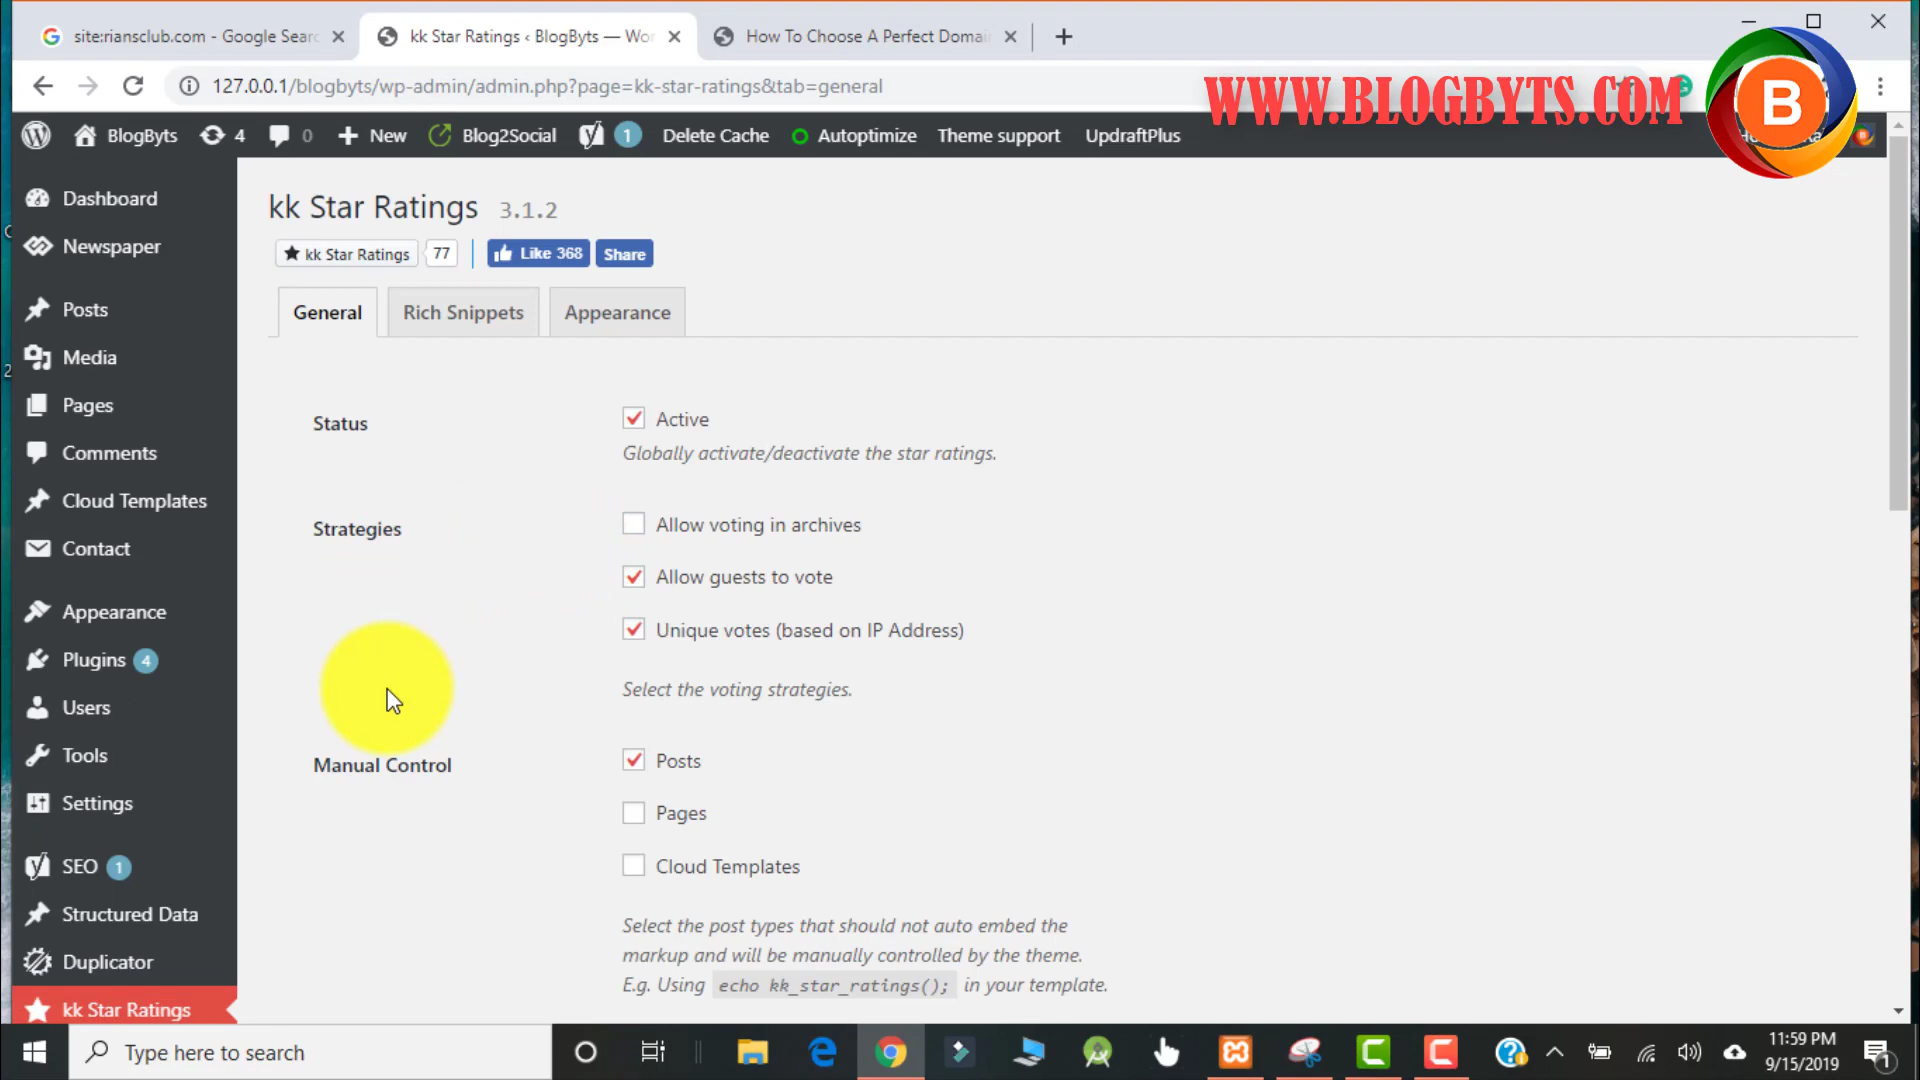 site:riansclub.com - Google Searc
kk Star Ratings ‹ BlogByts — Wor
How To Choose A Perfect Domai
127.0.0.1/blogbyts/wp-admin/admin.php?page=kk-star-ratings&tab=general
WWW.BLOGBYTS.COM
B
BlogByts
4
0
New
Blog2Social
1
Delete Cache
Autoptimize
Theme support
UpdraftPlus
Dashboard
Newspaper
Posts
Media
Pages
Comments
Cloud Templates
Contact
Appearance
Plugins 4
Users
Tools
Settings
SEO 1
Structured Data
Duplicator
kk Star Ratings
kk Star Ratings 3.1.2
kk Star Ratings 77
Like 368
Share
General
Rich Snippets
Appearance
Status
Active
Globally activate/deactivate the star ratings.
Strategies
Allow voting in archives
Allow guests to vote
Unique votes (based on IP Address)
Select the voting strategies.
Manual Control
Posts
Pages
Cloud Templates
Select the post types that should not auto embed the
markup and will be manually controlled by the theme.
E.g. Using echo kk_star_ratings(); in your template.
Type here to search
11:59 PM
9/15/2019
1